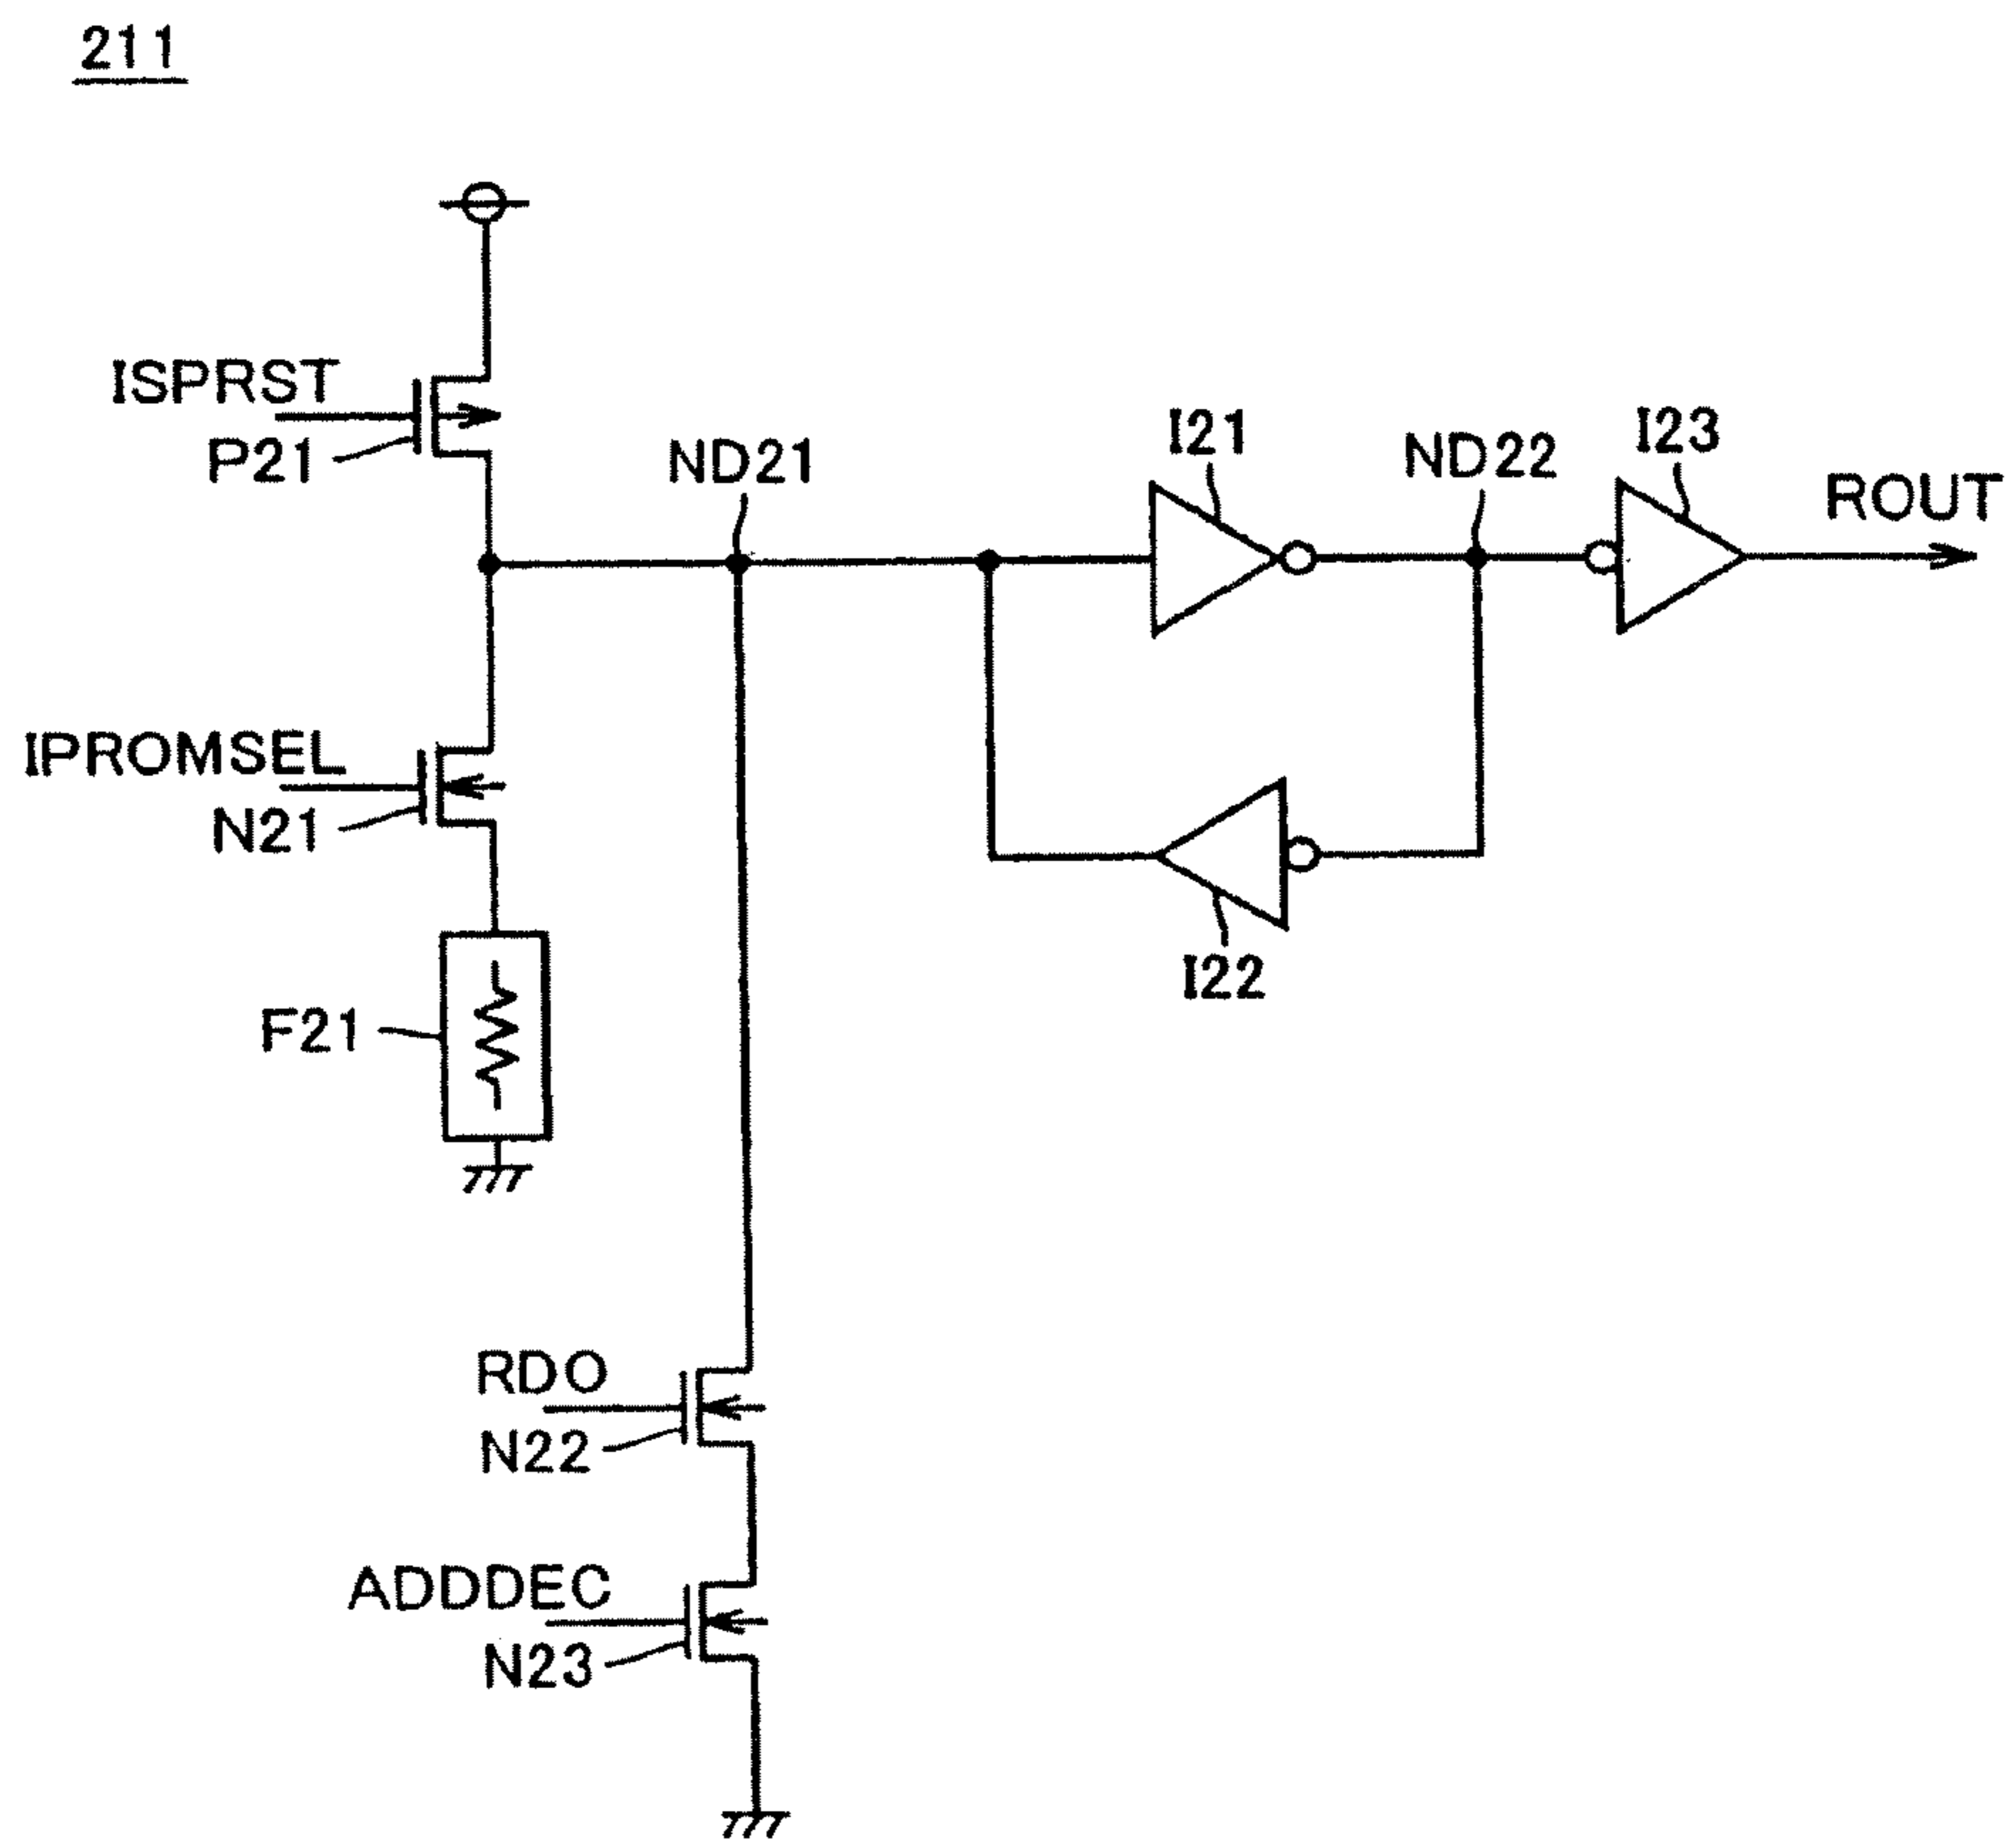 211
ISPRST
P21
ND21
I21
ND22
I23
ROUT
IPROMSEL
N21
I22
F21
RDO
N22
ADDDEC
N23